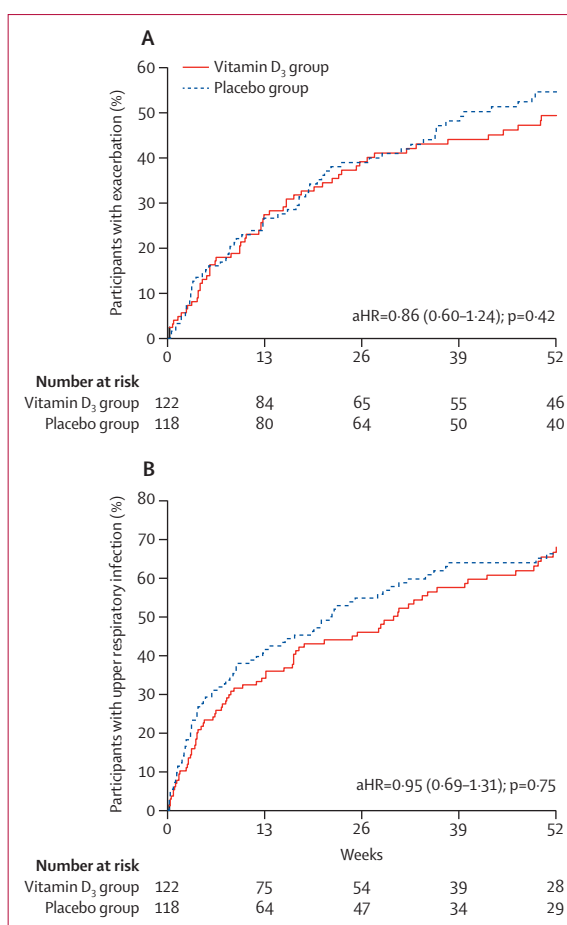 A
Participants with exacerbation (%)
60
50
40
30
20
10
0
Vitamin D₃ group
Placebo group
aHR=0·86 (0·60–1·24); p=0·42
0 13 26 39 52
Number at risk
Vitamin D₃ group 122 84 65 55 46
Placebo group 118 80 64 50 40
B
Participants with upper respiratory infection (%)
80
70
60
50
40
30
20
10
0
aHR=0·95 (0·69–1·31); p=0·75
0 13 26 39 52
Weeks
Number at risk
Vitamin D₃ group 122 75 54 39 28
Placebo group 118 64 47 34 29